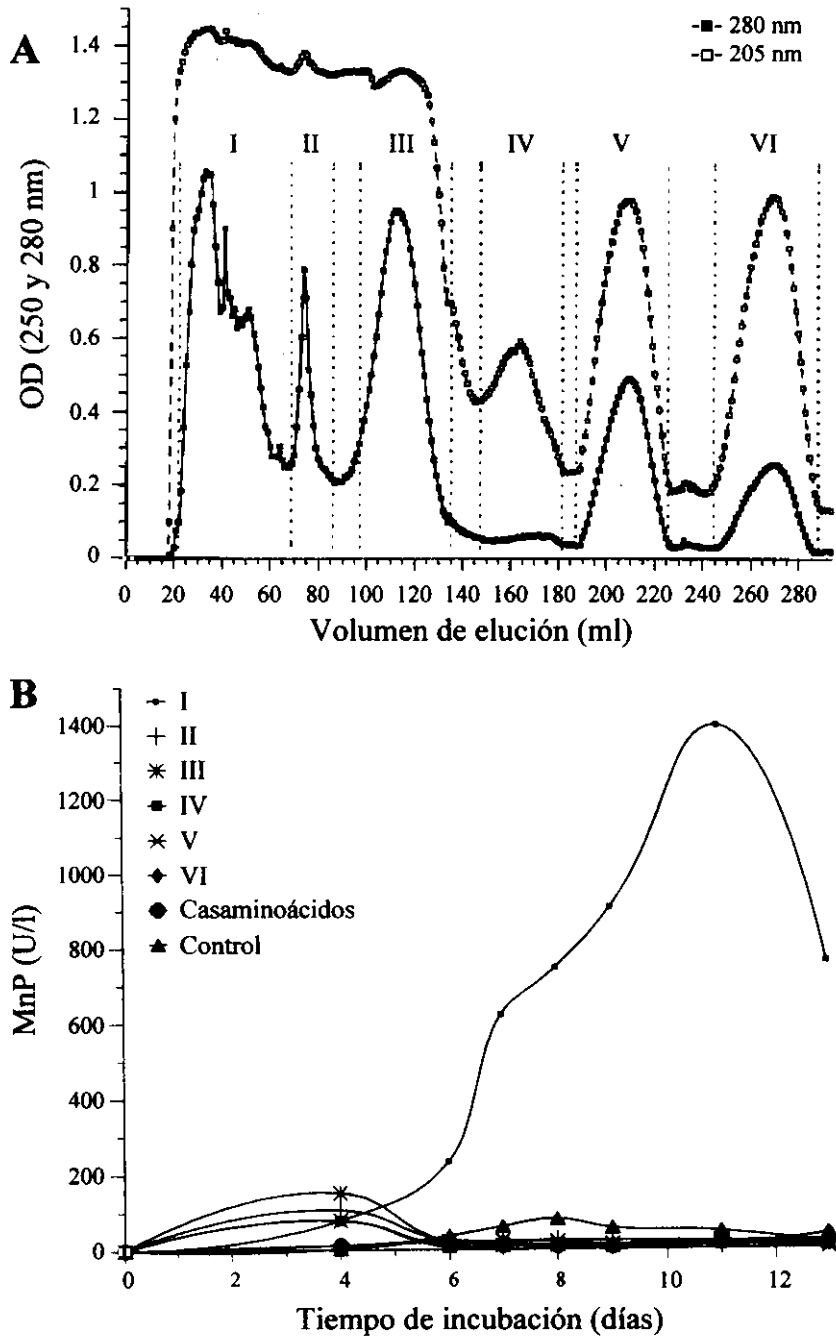 A
280 nm
205 nm
1.4
1.2
1
0.8
0.6
0.4
0.2
0
I II III IV V VI
OD (250 y 280 nm)
0 20 40 60 80 100 120 140 160 180 200 220 240 260 280
Volumen de elución (ml)
B
I
II
III
IV
V
VI
Casaminoácidos
Control
1400
1200
1000
800
600
400
200
0
MnP (U/l)
0 2 4 6 8 10 12
Tiempo de incubación (días)